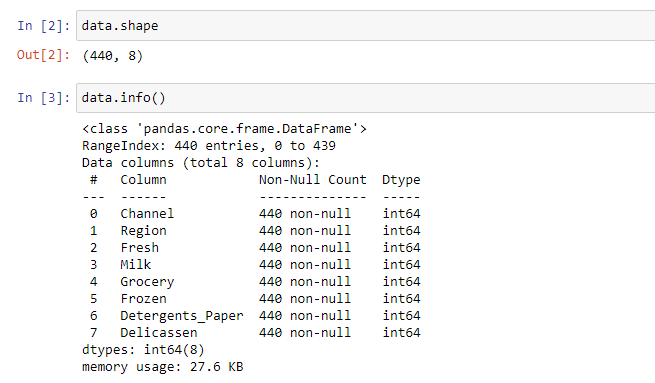 In [2]: data.shape
Out[2]: (440, 8)
In [3]: data.info()
<class 'pandas.core.frame.DataFrame'>
RangeIndex: 440 entries, 0 to 439
Data columns (total 8 columns):
 #   Column            Non-Null Count  Dtype
---  ------            --------------  -----
 0   Channel           440 non-null    int64
 1   Region            440 non-null    int64
 2   Fresh             440 non-null    int64
 3   Milk              440 non-null    int64
 4   Grocery           440 non-null    int64
 5   Frozen            440 non-null    int64
 6   Detergents_Paper  440 non-null    int64
 7   Delicassen        440 non-null    int64
dtypes: int64(8)
memory usage: 27.6 KB